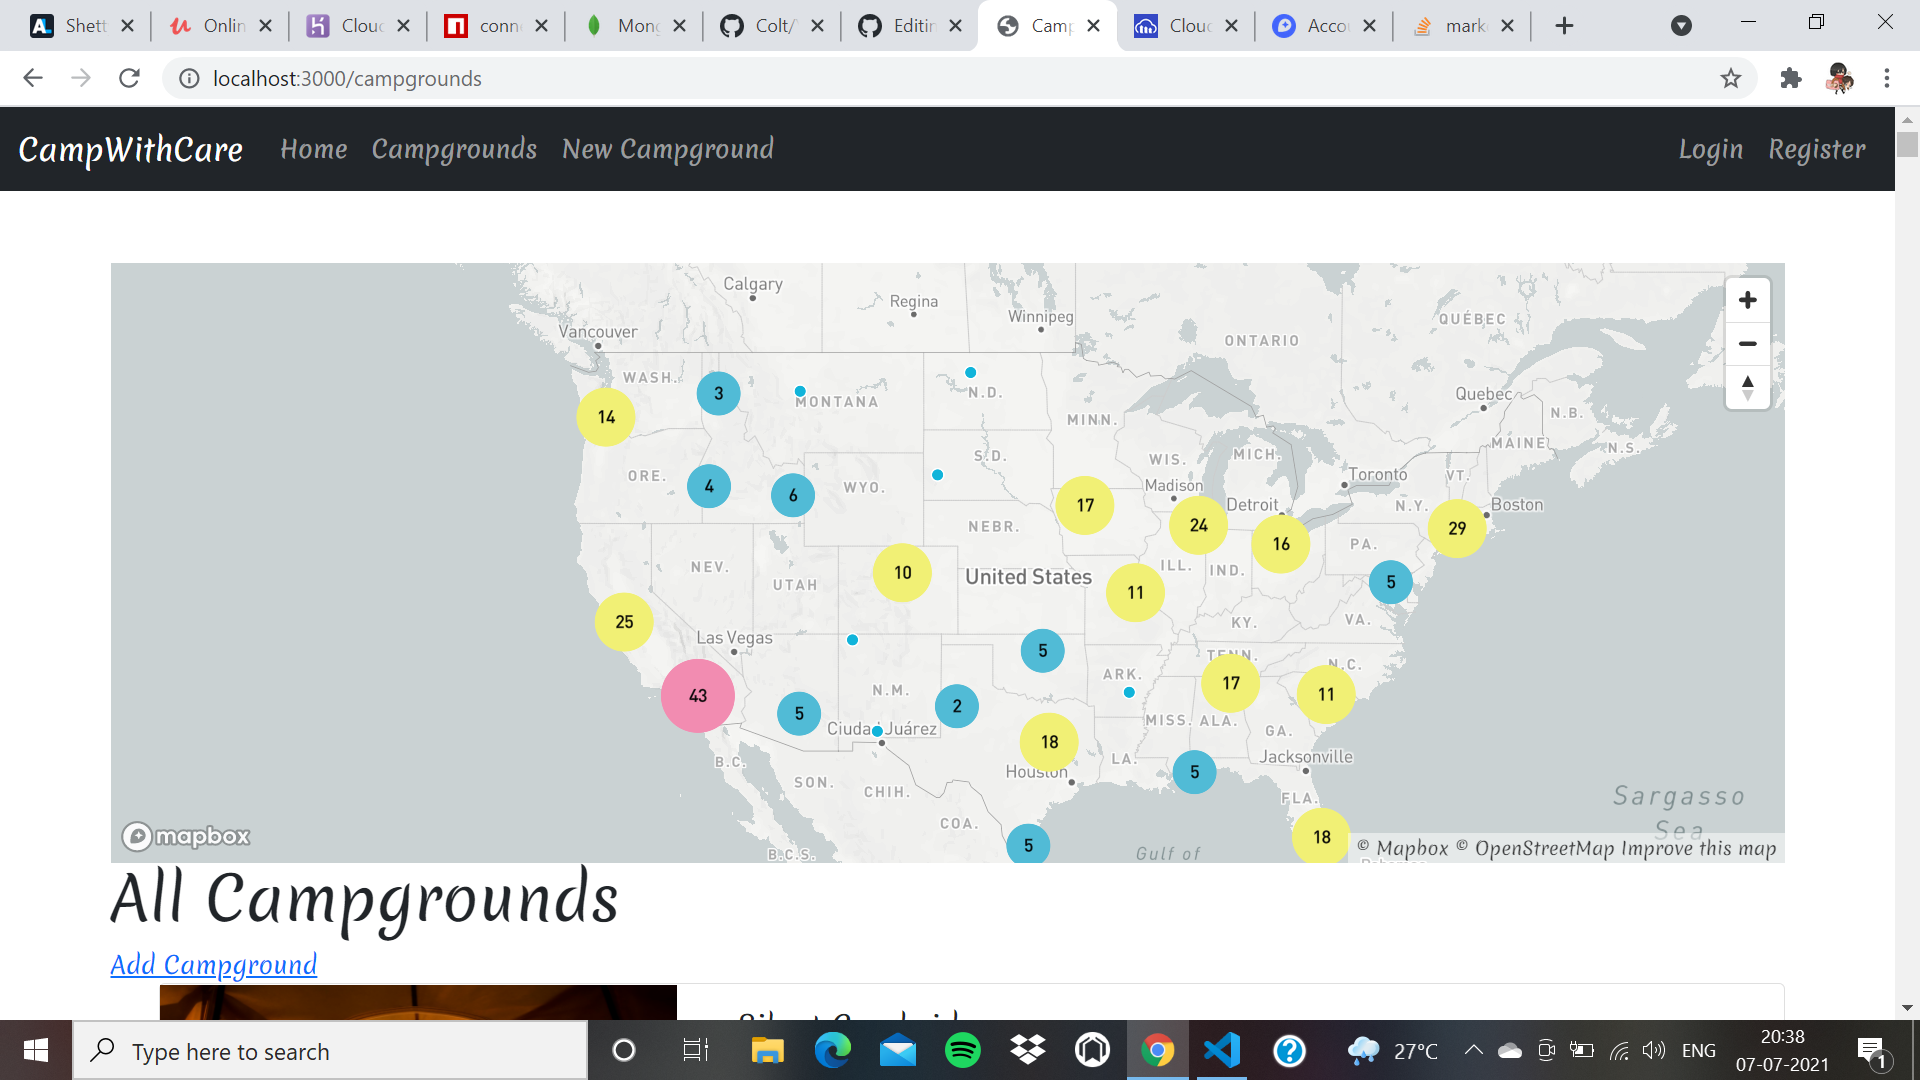 Shett
Onlin
Cloud
conn
Mong
Colt/
Editin
Camp
Cloud
Accou
mark
localhost:3000/campgrounds
CampWithCare Home Campgrounds New Campground Login Register
Calgary
Regina
Winnipeg
Vancouver
QUÉBEC
ONTARIO
WASH.
3
MONTANA
N.D.
Quebec
14
MINN.
N.B.
MAINE
N.S.
ORE.
4
6
WYO.
S.D.
WIS.
MICH.
Toronto
VT.
Madison
Detroit
N.Y.
Boston
17
24
16
29
NEBR.
PA.
NEV.
UTAH
10
United States
ILL.
IND.
5
11
25
KY.
VA.
Las Vegas
5
TENN.
N.C.
ARK.
43
5
N.M.
2
17
11
Ciudad Juárez
MISS.
ALA.
GA.
18
B.C.
SON.
CHIH.
Houston
LA.
5
Jacksonville
FLA.
Sargasso
Sea
COA.
B.C.S.
5
Gulf of
18
mapbox
© Mapbox © OpenStreetMap Improve this map
All Campgrounds
Add Campground
Type here to search
27°C
ENG
20:38
07-07-2021
1